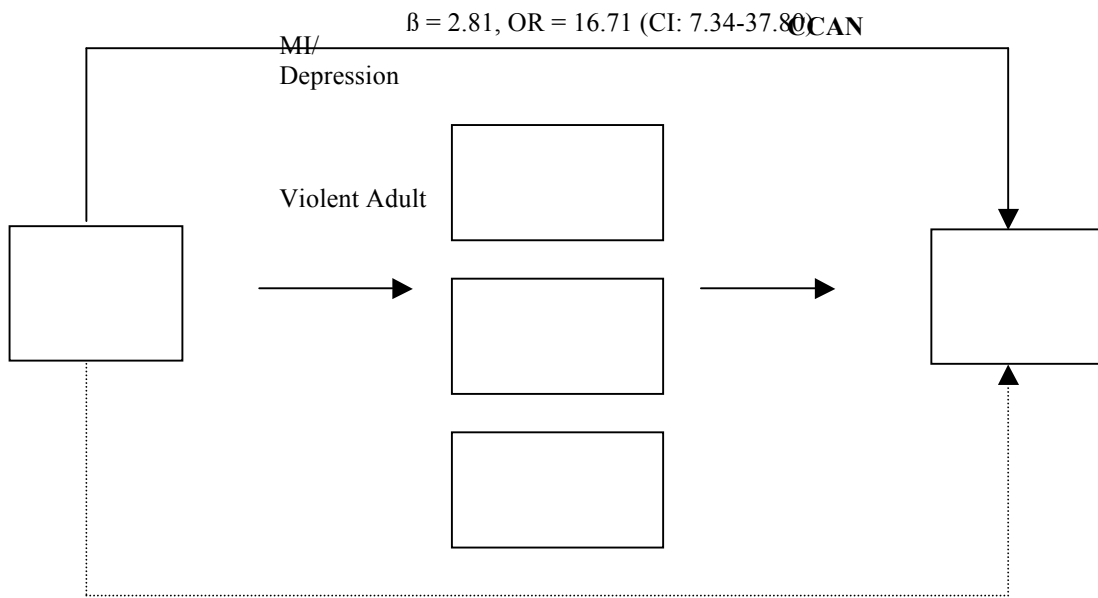 ß = 2.81, OR = 16.71 (CI: 7.34-37.80)
CCAN
MI/
Depression
Violent Adult